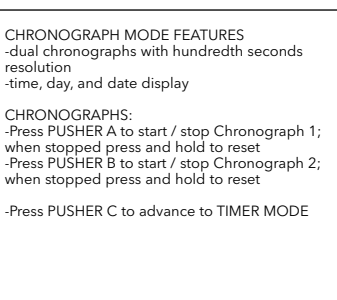 CHRONOGRAPH MODE FEATURES
-dual chronographs with hundredth seconds
resolution
-time, day, and date display
CHRONOGRAPHS:
-Press PUSHER A to start / stop Chronograph 1;
when stopped press and hold to reset
-Press PUSHER B to start / stop Chronograph 2;
when stopped press and hold to reset
-Press PUSHER C to advance to TIMER MODE